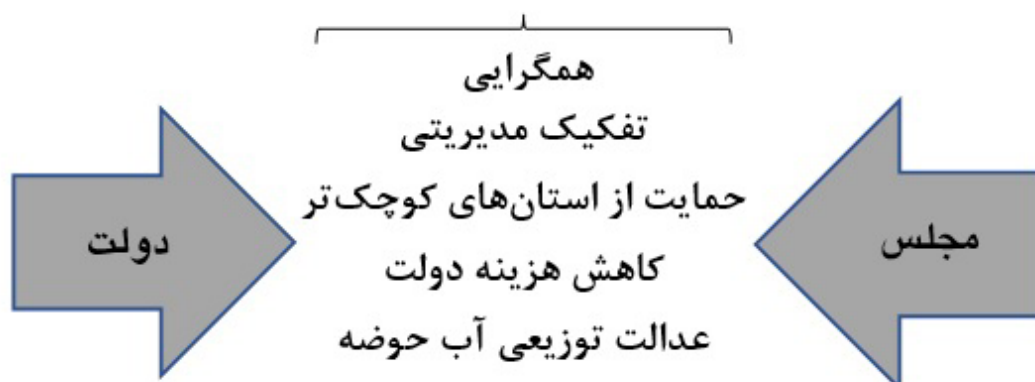 همگرایی
تفکیک مدیریتی
حمایت از استان‌های کوچک‌تر
کاهش هزینه دولت
عدالت توزیعی آب حوضه
مجلس
دولت